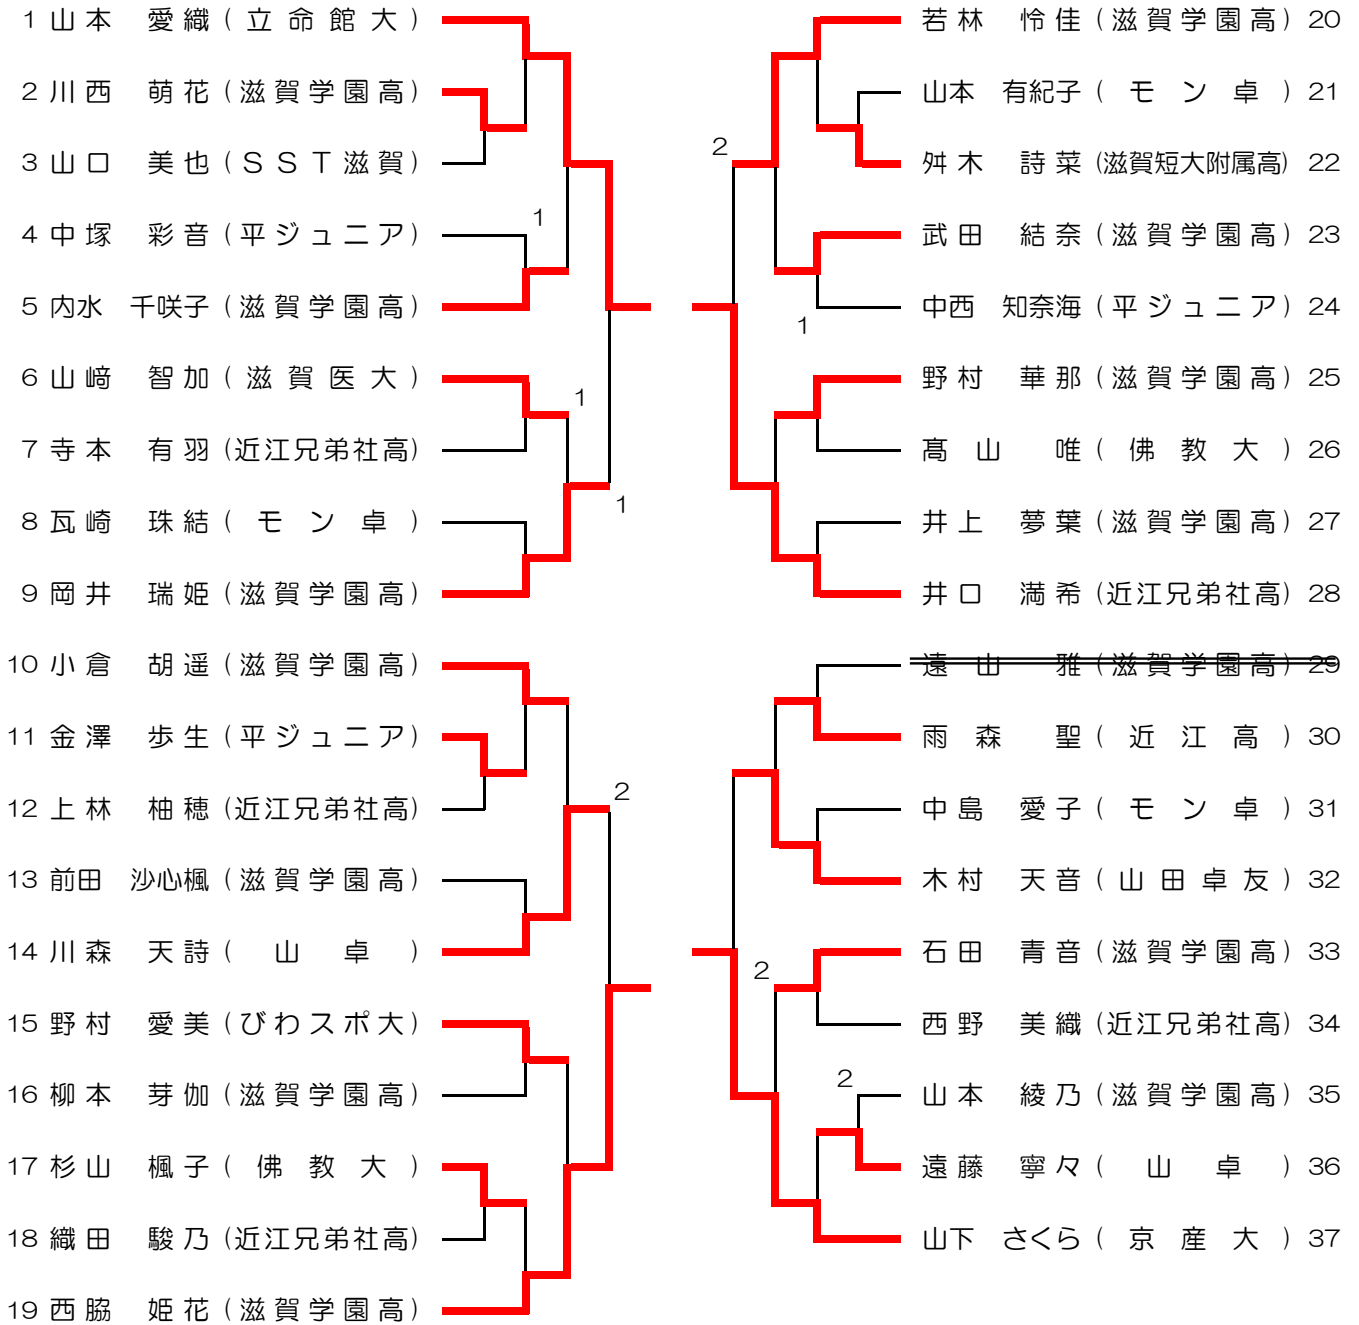 1 山本 愛織 (立命館大)
2 川西 萌花 (滋賀学園高)
3 山口 美也 (SST滋賀)
4 中塚 彩音 (平ジュニア)
1
5 内水 千咲子 (滋賀学園高)
6 山﨑 智加 (滋賀医大)
1
7 寺本 有羽 (近江兄弟社高)
8 瓦崎 珠結 (モン卓)
1
9 岡井 瑞姫 (滋賀学園高)
10 小倉 胡遥 (滋賀学園高)
11 金澤 歩生 (平ジュニア)
12 上林 柚穂 (近江兄弟社高)
2
13 前田 沙心楓 (滋賀学園高)
14 川森 天詩 (山卓)
15 野村 愛美 (びわスポ大)
16 柳本 芽伽 (滋賀学園高)
17 杉山 楓子 (佛教大)
18 織田 駿乃 (近江兄弟社高)
19 西脇 姫花 (滋賀学園高)
若林 怜佳 (滋賀学園高) 20
山本 有紀子 (モン卓) 21
2
舛木 詩菜 (滋賀短大附属高) 22
武田 結奈 (滋賀学園高) 23
中西 知奈海 (平ジュニア) 24
1
野村 華那 (滋賀学園高) 25
髙山 唯 (佛教大) 26
井上 夢葉 (滋賀学園高) 27
井口 満希 (近江兄弟社高) 28
遠山 雅 (滋賀学園高) 29
雨森 聖 (近江高) 30
中島 愛子 (モン卓) 31
木村 天音 (山田卓友) 32
石田 青音 (滋賀学園高) 33
2
西野 美織 (近江兄弟社高) 34
2
山本 綾乃 (滋賀学園高) 35
遠藤 寧々 (山卓) 36
山下 さくら (京産大) 37